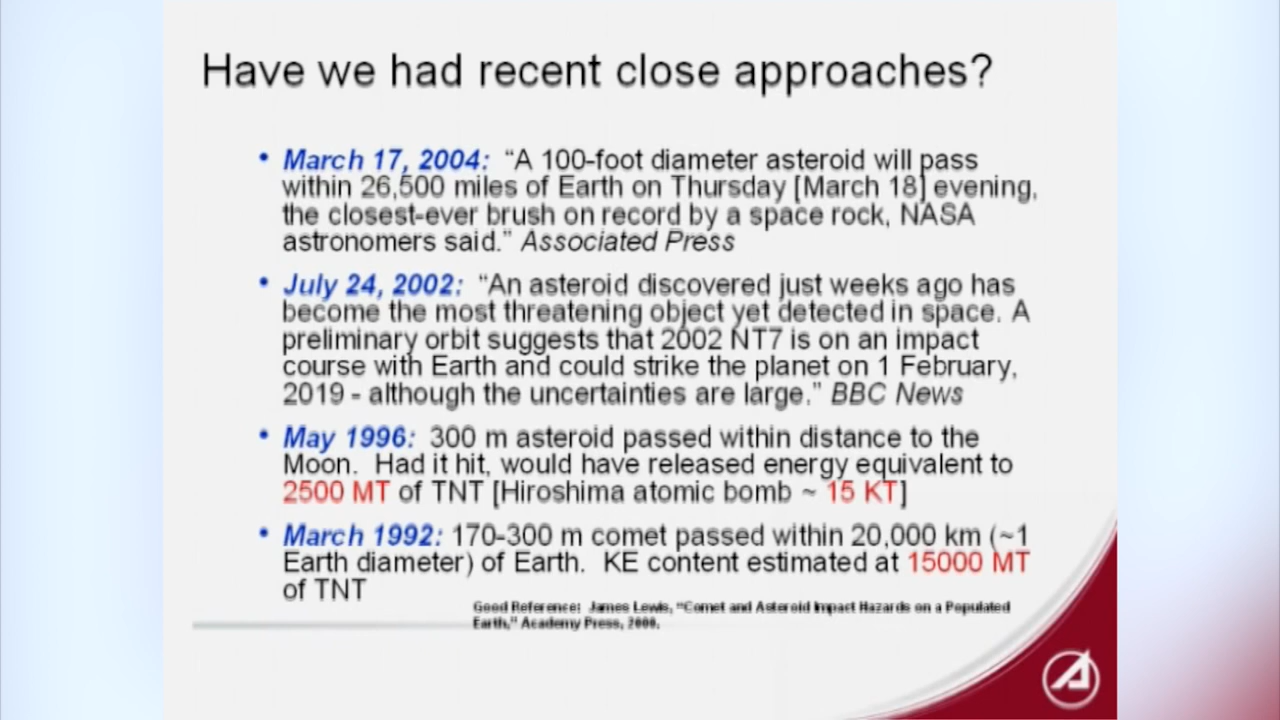 Have we had recent close approaches?
• March 17, 2004: “A 100-foot diameter asteroid will pass
within 26,500 miles of Earth on Thursday [March 18] evening,
the closest-ever brush on record by a space rock, NASA
astronomers said.” Associated Press
• July 24, 2002: “An asteroid discovered just weeks ago has
become the most threatening object yet detected in space. A
preliminary orbit suggests that 2002 NT7 is on an impact
course with Earth and could strike the planet on 1 February,
2019 - although the uncertainties are large.” BBC News
• May 1996: 300 m asteroid passed within distance to the
Moon. Had it hit, would have released energy equivalent to
2500 MT of TNT [Hiroshima atomic bomb ~ 15 KT]
• March 1992: 170-300 m comet passed within 20,000 km (~1
Earth diameter) of Earth. KE content estimated at 15000 MT
of TNT
Good Reference: James Lewis, “Comet and Asteroid Impact Hazards on a Populated
Earth,” Academy Press, 2000.